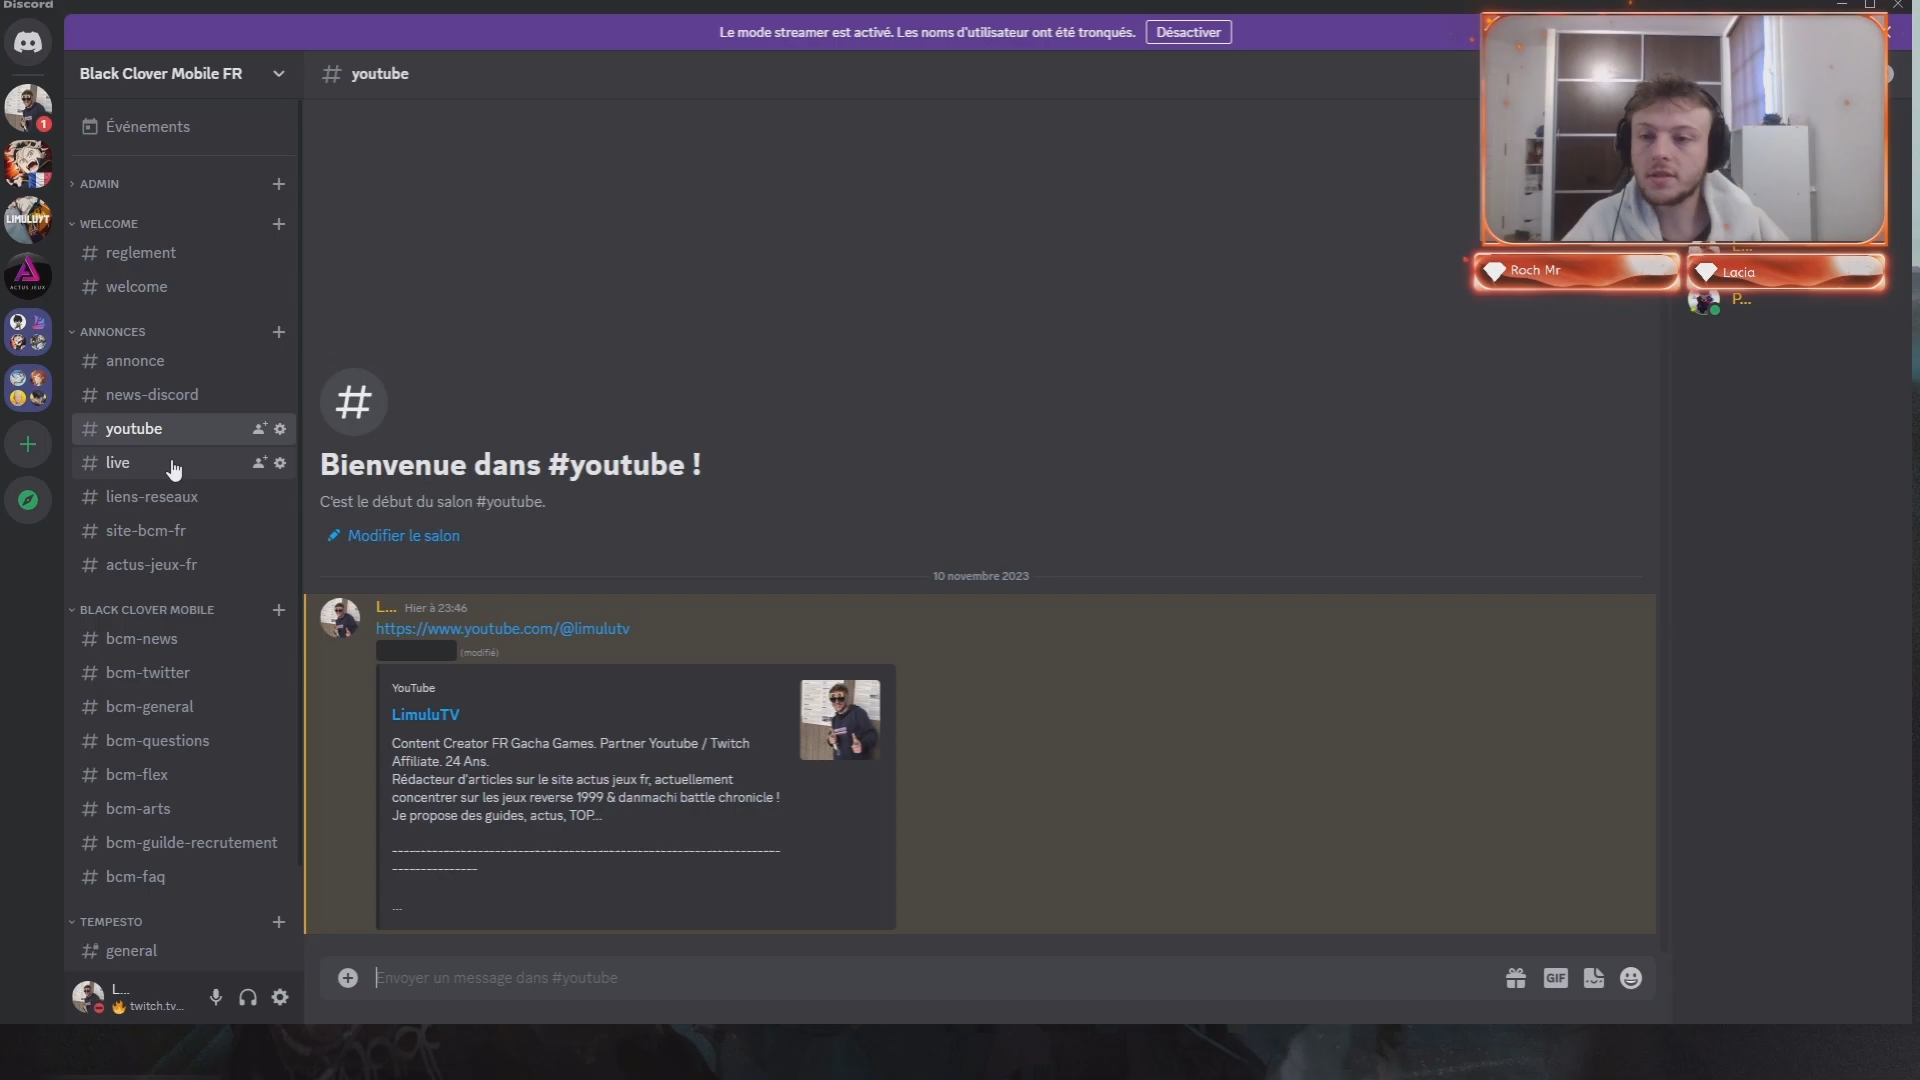 Discord
Le mode streamer est activé. Les noms d'utilisateur ont été tronqués.
Désactiver
Black Clover Mobile FR
youtube
Événements
ADMIN
WELCOME
reglement
welcome
ANNONCES
annonce
news-discord
youtube
live
liens-reseaux
site-bcm-fr
actus-jeux-fr
BLACK CLOVER MOBILE
bcm-news
bcm-twitter
bcm-general
bcm-questions
bcm-flex
bcm-arts
bcm-guilde-recrutement
bcm-faq
TEMPESTO
general
L...
twitch.tv...
1
LIMULUYT
ACTUS JEUX
#
Bienvenue dans #youtube !
C'est le début du salon #youtube.
Modifier le salon
10 novembre 2023
L... Hier à 23:46
https://www.youtube.com/@limulutv
(modifié)
YouTube
LimuluTV
Content Creator FR Gacha Games. Partner Youtube / Twitch
Affiliate. 24 Ans.
Rédacteur d'articles sur le site actus jeux fr, actuellement
concentrer sur les jeux reverse 1999 & danmachi battle chronicle !
Je propose des guides, actus, TOP...
--------------------------------------------------------------------
---------------
...
Envoyer un message dans #youtube
GIF
Roch Mr
Lacia
L...
P...